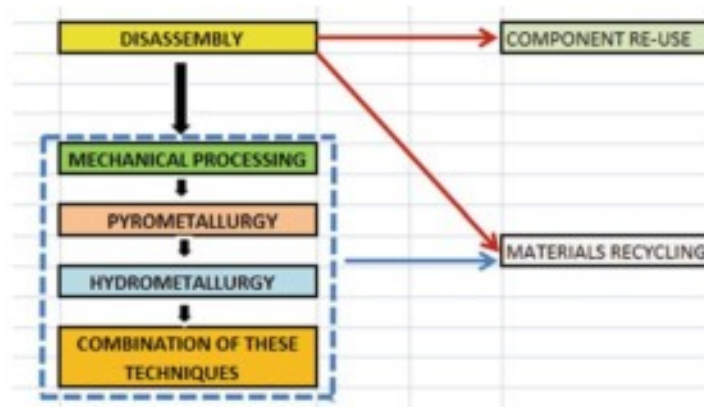 DISASSEMBLY
COMPONENT RE-USE
MECHANICAL PROCESSING
PYROMETALLURGY
MATERIALS RECYCLING
HYDROMETALLURGY
COMBINATION OF THESE
TECHNIQUES